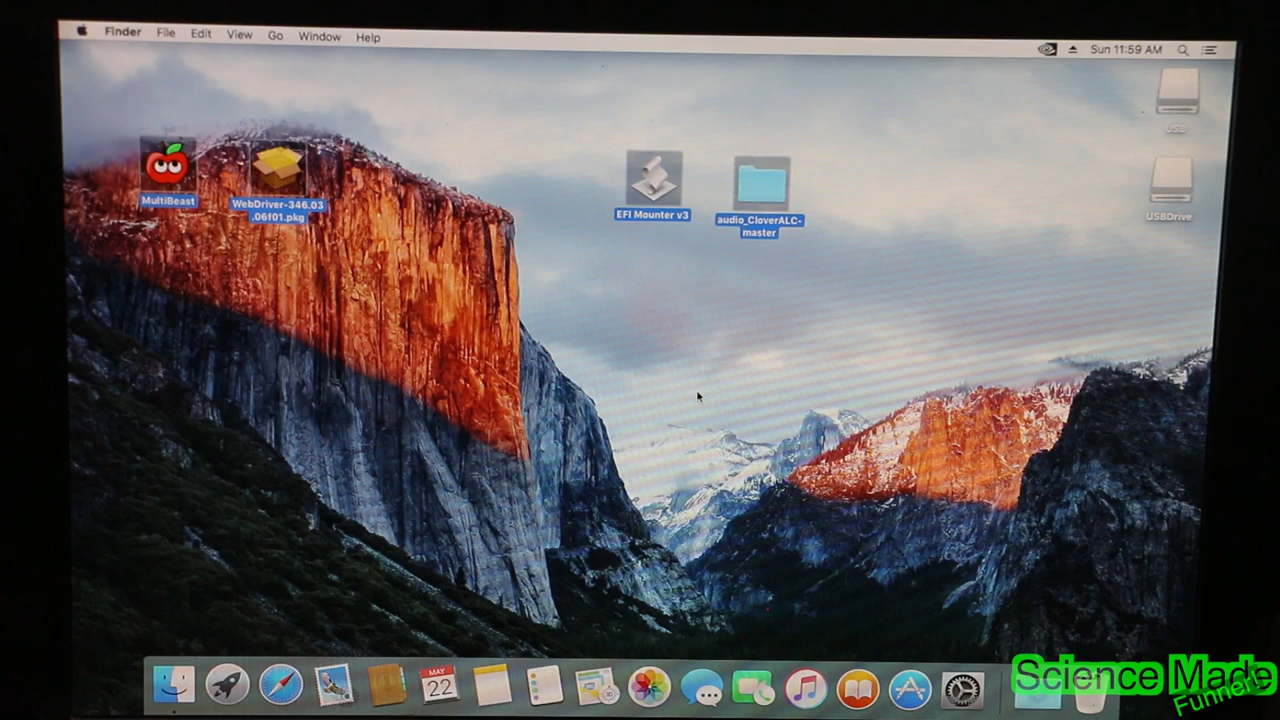 Finder File Edit View Go Window Help
Sun 11:59 AM
USB
MultiBeast
WebDriver-346.03
.06f01.pkg
EFI Mounter v3
audio_CloverALC-
master
USBDrive
MAY
22
Science Made